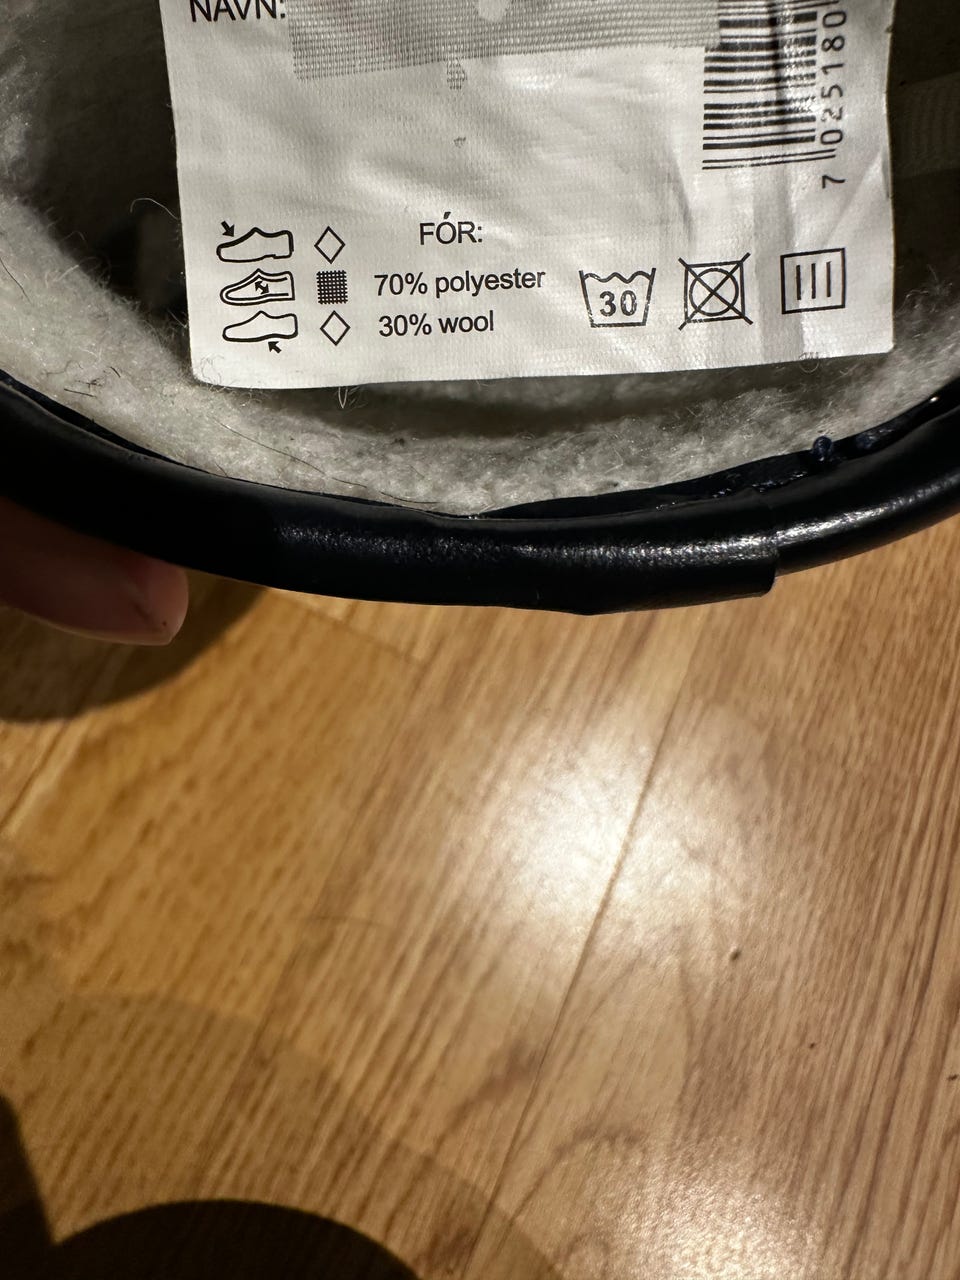 NAVN:
7 025180
FÓR:
70% polyester
30% wool
30